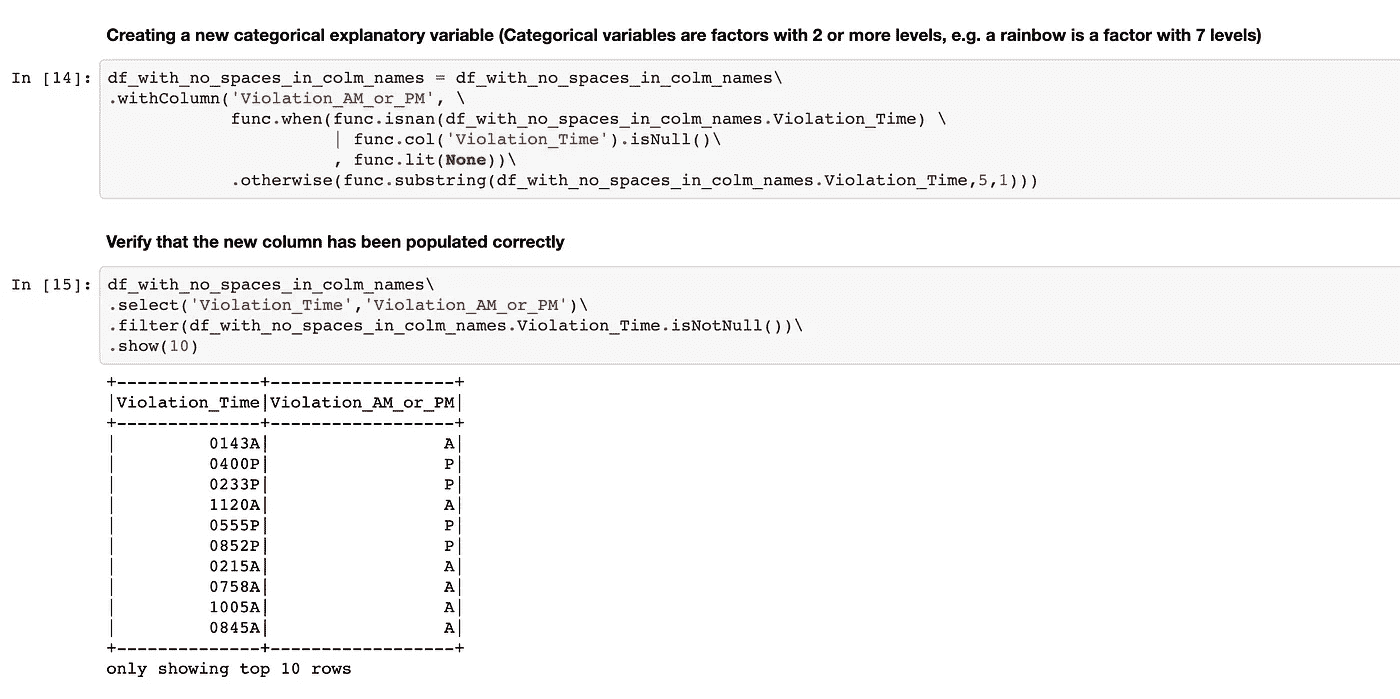 Creating a new categorical explanatory variable (Categorical variables are factors with 2 or more levels, e.g. a rainbow is a factor with 7 levels)
In [14]: df_with_no_spaces_in_colm_names = df_with_no_spaces_in_colm_names\
.withColumn('Violation_AM_or_PM', \
            func.when(func.isnan(df_with_no_spaces_in_colm_names.Violation_Time) \
                      | func.col('Violation_Time').isNull()\
                      , func.lit(None))\
            .otherwise(func.substring(df_with_no_spaces_in_colm_names.Violation_Time,5,1)))
Verify that the new column has been populated correctly
In [15]: df_with_no_spaces_in_colm_names\
.select('Violation_Time','Violation_AM_or_PM')\
.filter(df_with_no_spaces_in_colm_names.Violation_Time.isNotNull())\
.show(10)
+--------------+------------------+
|Violation_Time|Violation_AM_or_PM|
+--------------+------------------+
|         0143A|                 A|
|         0400P|                 P|
|         0233P|                 P|
|         1120A|                 A|
|         0555P|                 P|
|         0852P|                 P|
|         0215A|                 A|
|         0758A|                 A|
|         1005A|                 A|
|         0845A|                 A|
+--------------+------------------+
only showing top 10 rows